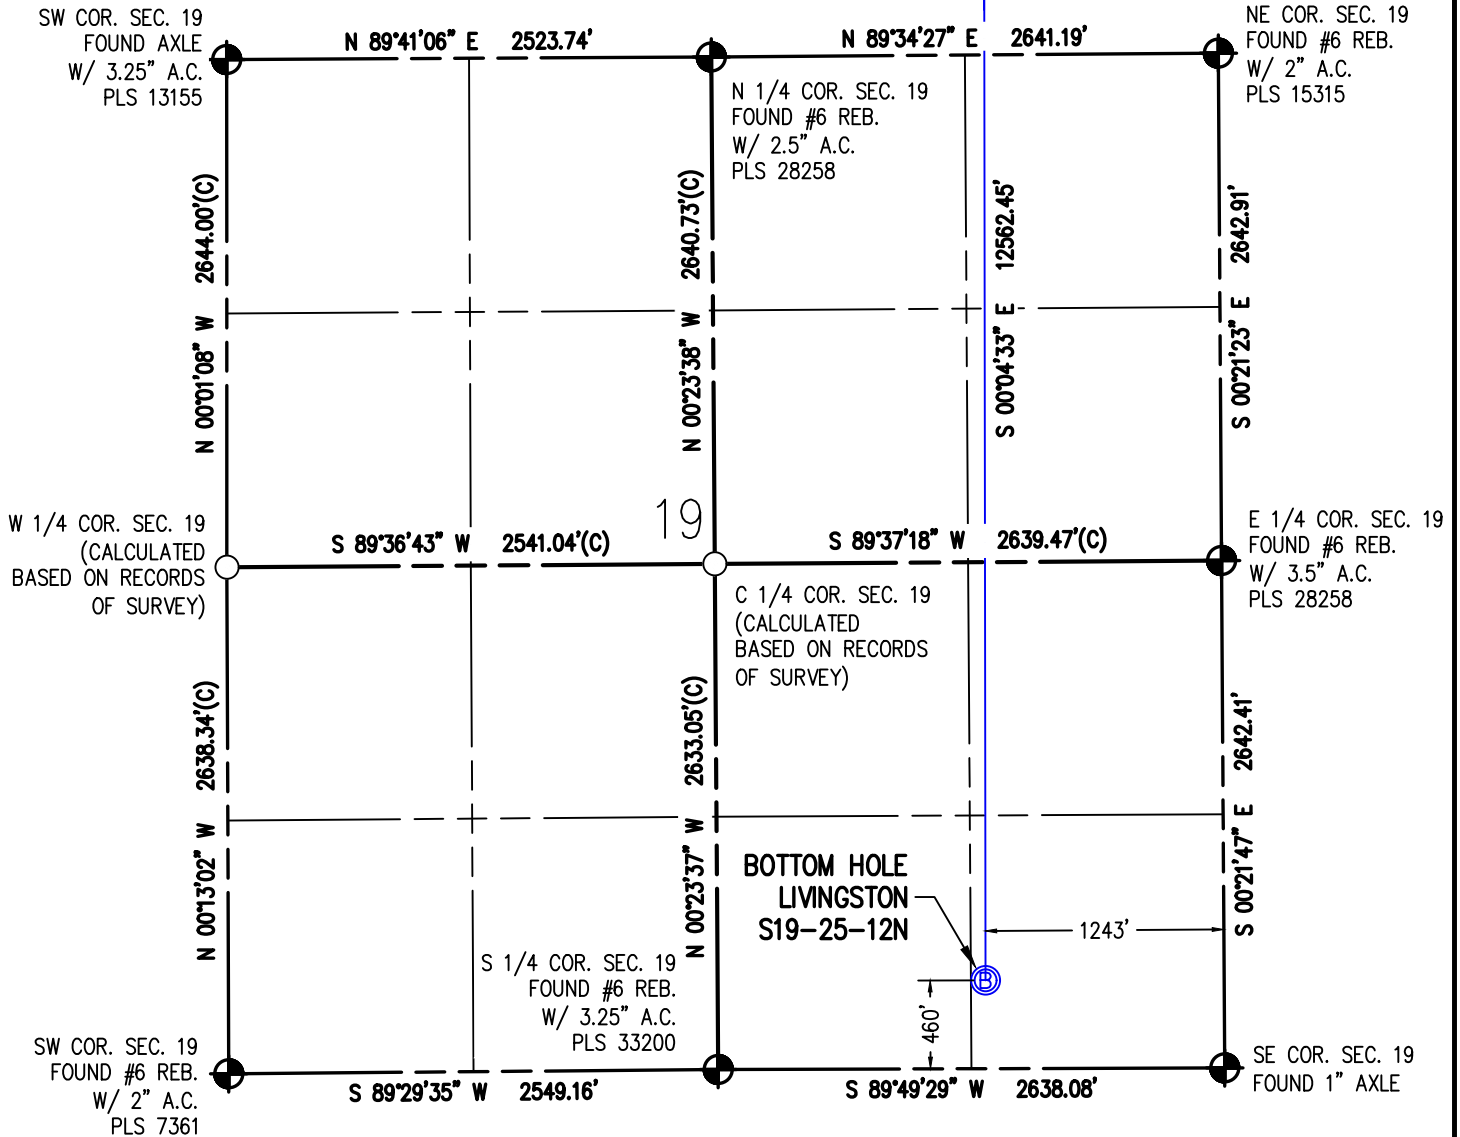 SW COR. SEC. 19
FOUND AXLE
W/ 3.25" A.C.
PLS 13155
N 89°41'06" E 2523.74'
N 89°34'27" E 2641.19'
NE COR. SEC. 19
FOUND #6 REB.
W/ 2" A.C.
PLS 15315
N 1/4 COR. SEC. 19
FOUND #6 REB.
W/ 2.5" A.C.
PLS 28258
N 00°01'08" W 2644.00'(C)
N 00°23'38" W 2640.73'(C)
S 00°04'33" E 12562.45'
S 00°21'23" E 2642.91'
19
W 1/4 COR. SEC. 19
(CALCULATED
BASED ON RECORDS
OF SURVEY)
S 89°36'43" W 2541.04'(C)
S 89°37'18" W 2639.47'(C)
E 1/4 COR. SEC. 19
FOUND #6 REB.
W/ 3.5" A.C.
PLS 28258
C 1/4 COR. SEC. 19
(CALCULATED
BASED ON RECORDS
OF SURVEY)
N 00°13'02" W 2638.34'(C)
N 00°23'37" W 2633.05'(C)
S 00°21'47" E 2642.41'
BOTTOM HOLE
LIVINGSTON
S19-25-12N
1243'
B
460'
S 1/4 COR. SEC. 19
FOUND #6 REB.
W/ 3.25" A.C.
PLS 33200
SW COR. SEC. 19
FOUND #6 REB.
W/ 2" A.C.
PLS 7361
S 89°29'35" W 2549.16'
S 89°49'29" W 2638.08'
SE COR. SEC. 19
FOUND 1" AXLE